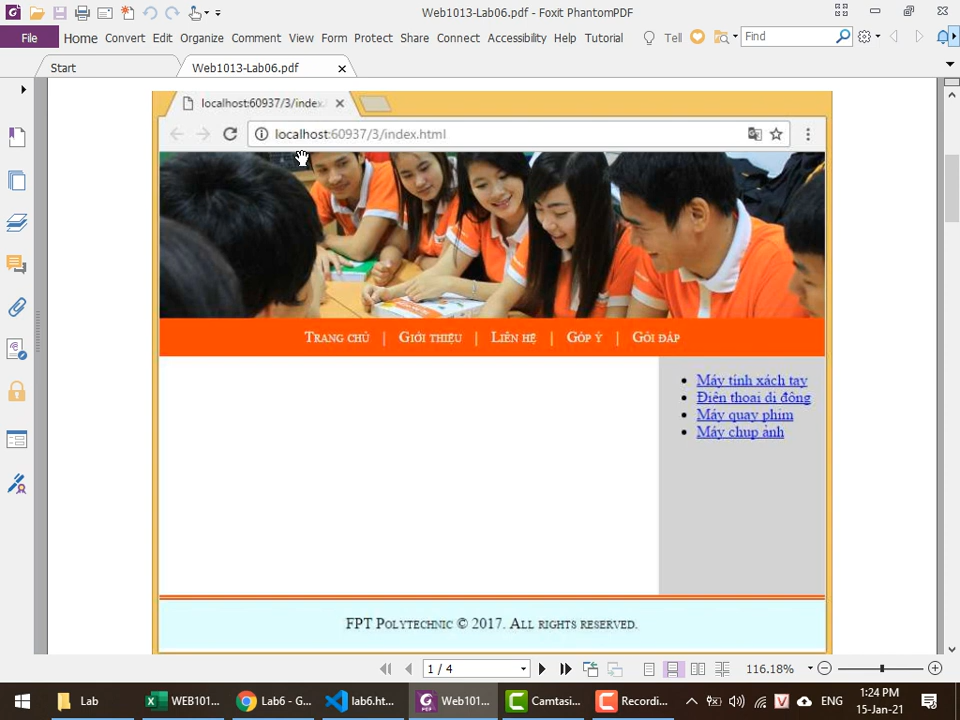 Web1013-Lab06.pdf - Foxit PhantomPDF
File Home Convert Edit Organize Comment View Form Protect Share Connect Accessibility Help Tutorial Tell Find
Start Web1013-Lab06.pdf
localhost:60937/3/index
localhost:60937/3/index.html
Trang chủ | Giới thiệu | Liên hệ | Góp ý | Gỏi đáp
Máy tính xách tay
Điện thoại di động
Máy quay phim
Máy chụp ảnh
FPT Polytechnic © 2017. All rights reserved.
1 / 4 116.18%
Lab WEB101... Lab6 - G... lab6.ht... Web101... Camtasi... Recordi... V ENG
1:24 PM
15-Jan-21